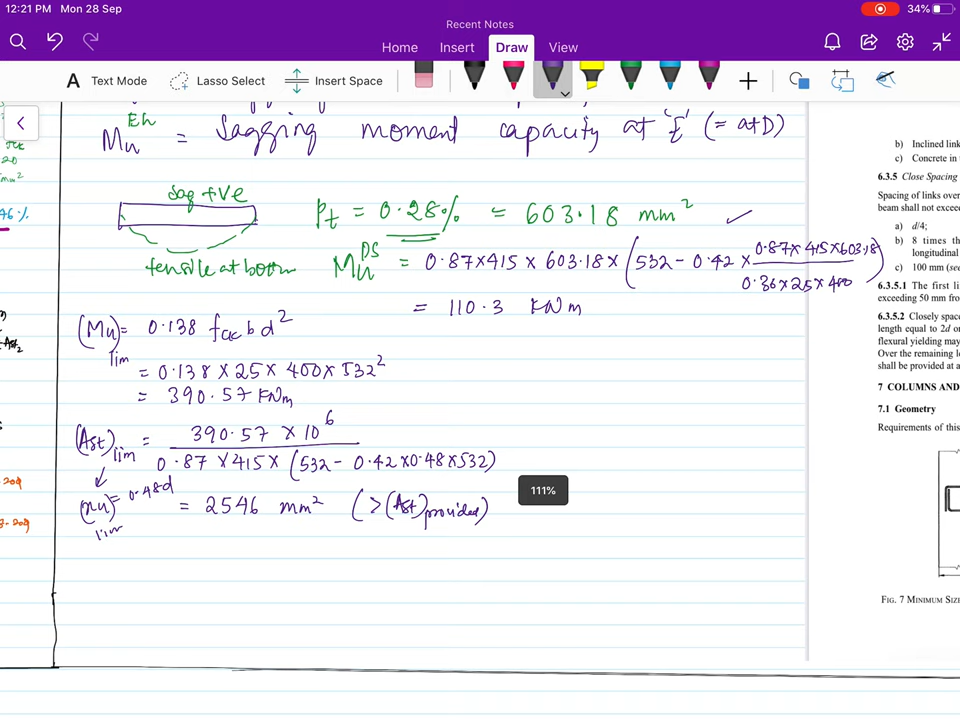 12:21 PM Mon 28 Sep
34%
Recent Notes
Home Insert Draw View
Text Mode Lasso Select Insert Space
Mu^Eh = Sagging moment capacity at 'E' (= at D)
20
46 %
sag +ve
Pt = 0.28% = 603.18 mm²
tensile at bottom
Mu^DS = 0.87×415 × 603.18 × (532 - 0.42 × 0.87×415×603.18 / 0.36×25×400)
= 110.3 KNm
(Mu)lim = 0.138 fck b d²
= 0.138 × 25 × 400 × 532²
= 390.57 KNm
(Ast)lim = 390.57 × 10⁶ / 0.87 × 415 × (532 - 0.42×0.48×532)
(xu)lim = 0.48d
= 2546 mm² (> (Ast)provided)
111%
b) Inclined link
c) Concrete in
6.3.5 Close Spacing
Spacing of links over
beam shall not excee
a) d/4;
b) 8 times th
longitudinal
c) 100 mm (see
6.3.5.1 The first li
exceeding 50 mm fro
6.3.5.2 Closely space
length equal to 2d o
flexural yielding may
Over the remaining le
shall be provided at a
7 COLUMNS AND
7.1 Geometry
Requirements of this
FIG. 7 MINIMUM SIZE